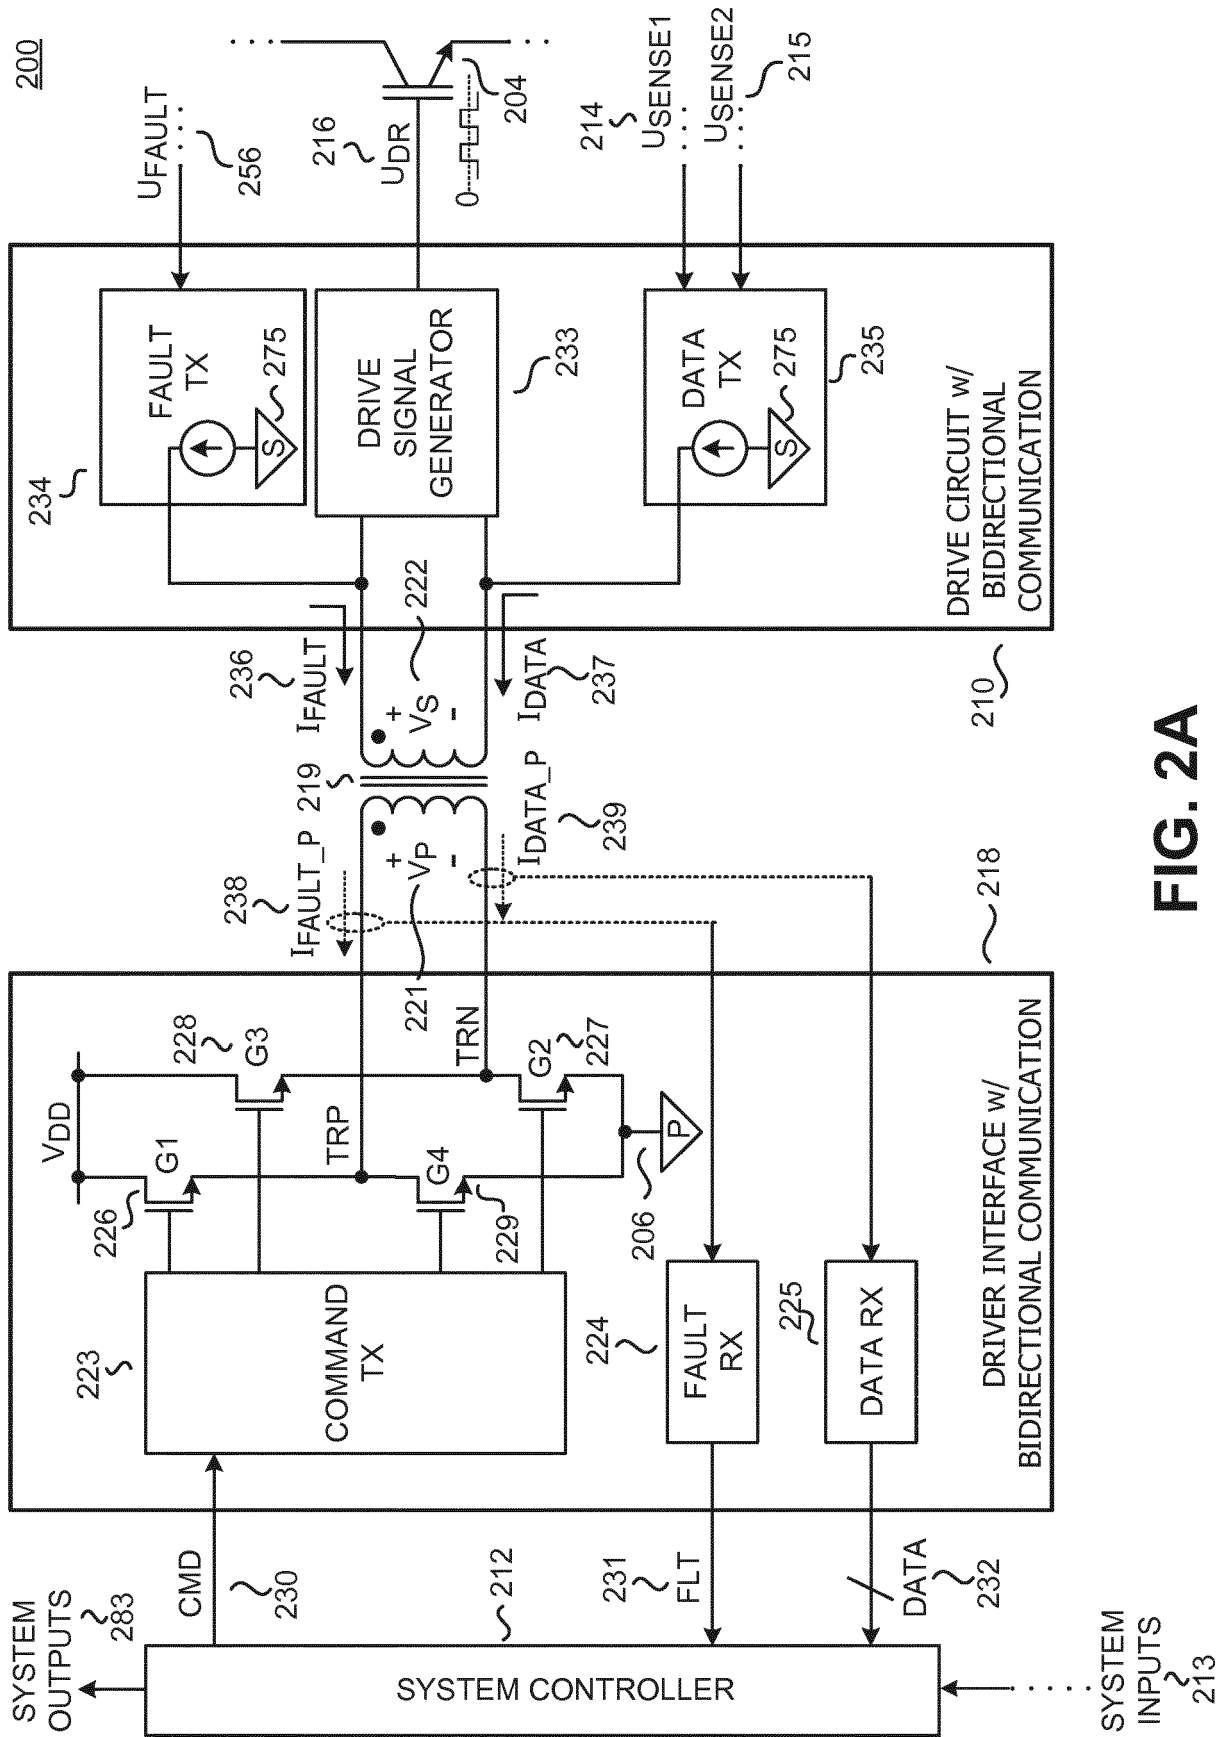 200
SYSTEM
OUTPUTS
283
CMD
230
SYSTEM CONTROLLER
212
231
FLT
DATA
232
SYSTEM
INPUTS
213
223
COMMAND
TX
VDD
226
G1
228
G3
TRP
TRN
G4
229
G2
227
206
P
224
FAULT
RX
225
DATA RX
DRIVER INTERFACE w/
BIDIRECTIONAL COMMUNICATION
218
238
IFAULT_P
221
+
VP
-
IDATA_P
239
219
236
IFAULT
222
+
VS
-
IDATA
237
234
FAULT
TX
S
275
DRIVE
SIGNAL
GENERATOR
233
DATA
TX
S
275
235
DRIVE CIRCUIT w/
BIDIRECTIONAL
COMMUNICATION
210
UFAULT
256
216
UDR
0
204
214
USENSE1
USENSE2
215
FIG. 2A